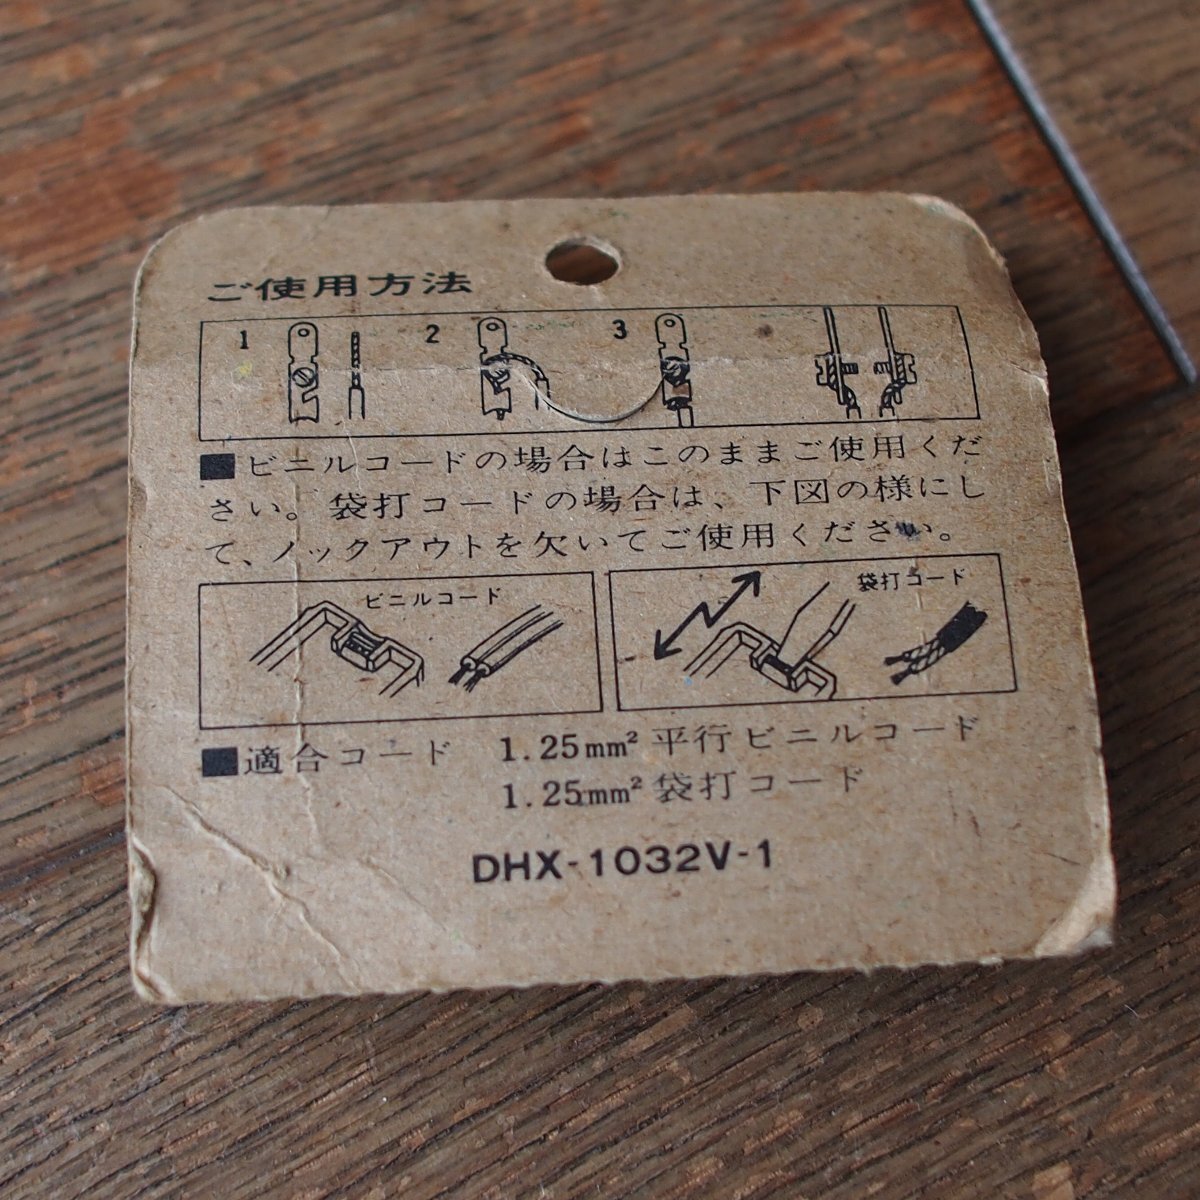 ご使用方法
1 2 3
■ビニルコードの場合はこのままご使用くだ
さい。袋打コードの場合は、下図の様にし
て、ノックアウトを欠いてご使用ください。
ビニルコード
袋打コード
■適合コード 1.25mm² 平行ビニルコード
1.25mm² 袋打コード
DHX-1032V-1